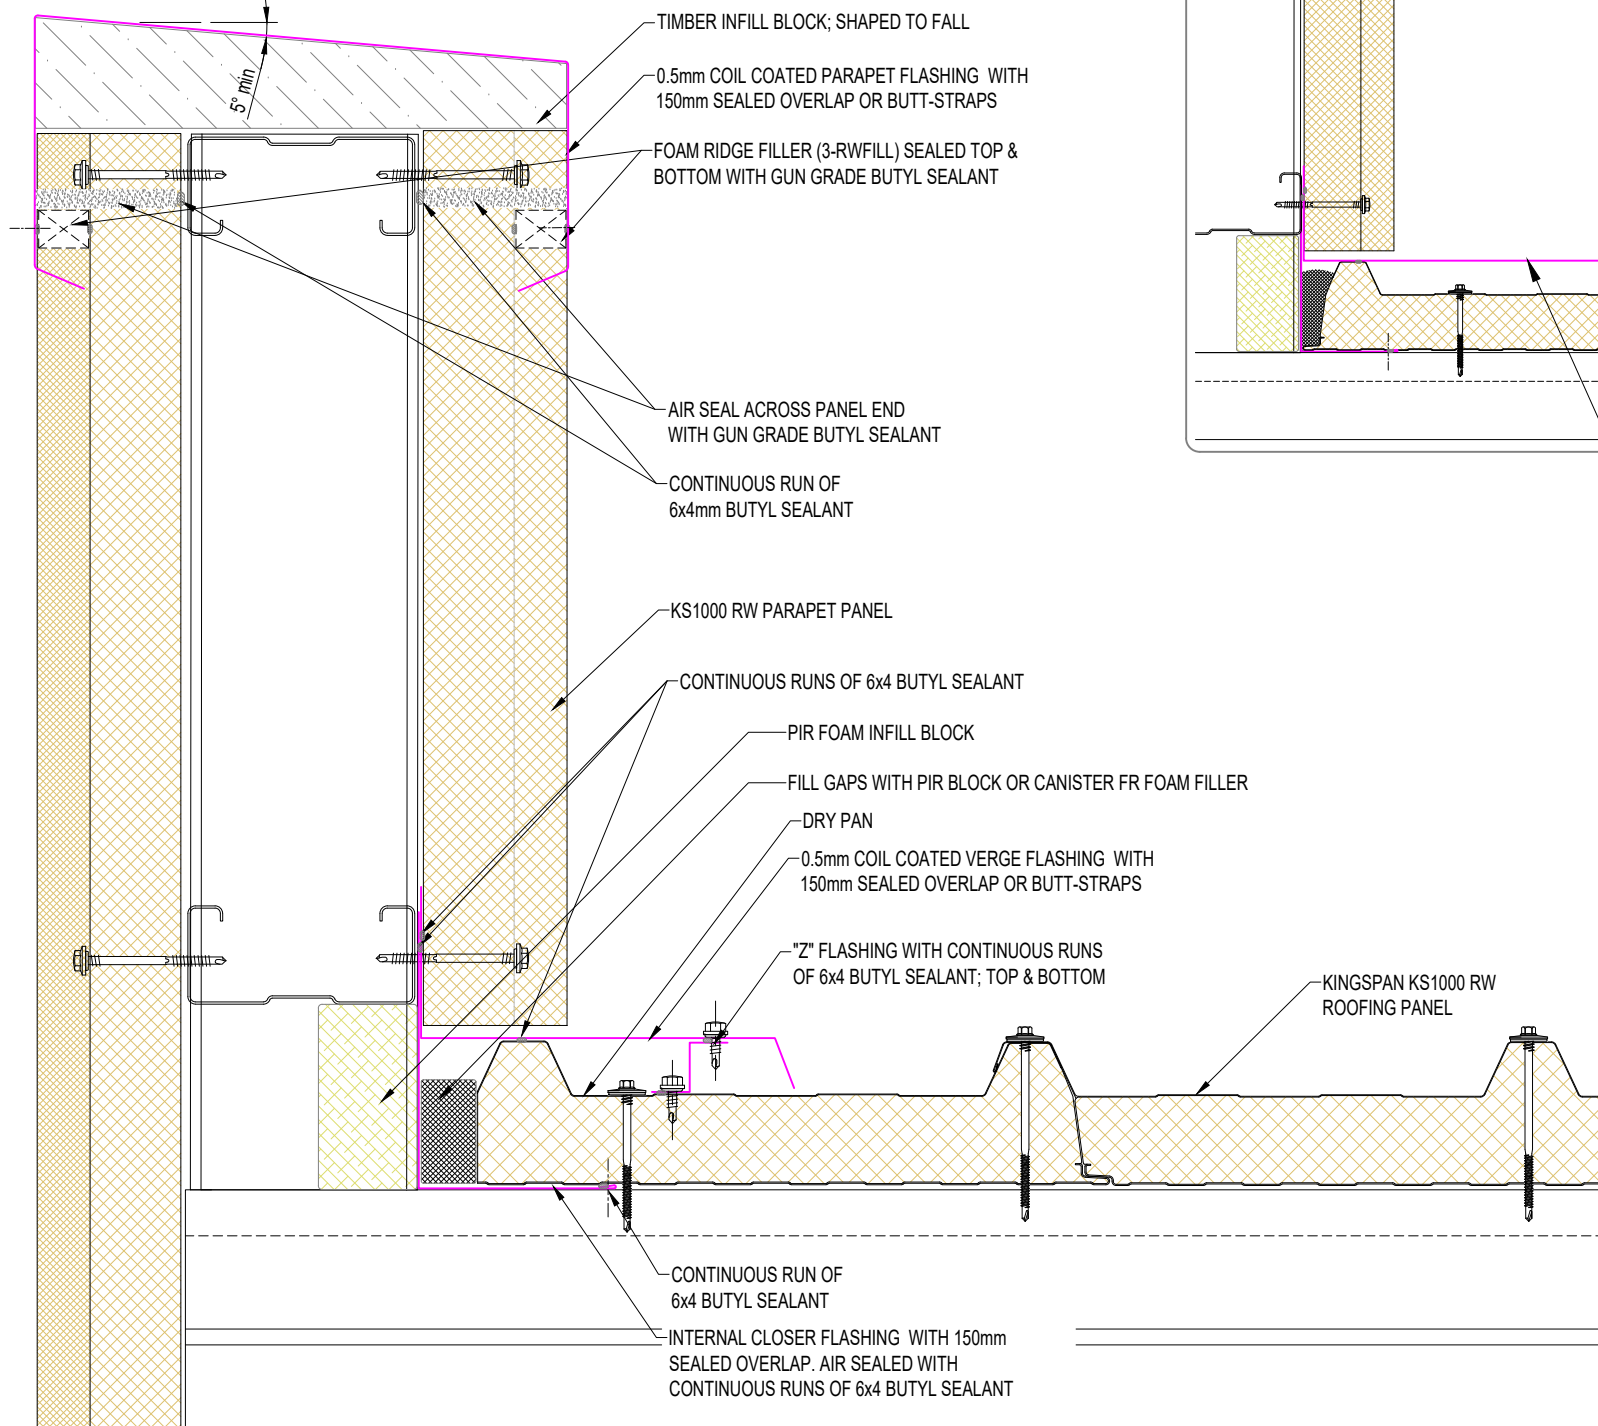 TIMBER INFILL BLOCK; SHAPED TO FALL
5° min
0.5mm COIL COATED PARAPET FLASHING WITH
150mm SEALED OVERLAP OR BUTT-STRAPS
FOAM RIDGE FILLER (3-RWFILL) SEALED TOP &
BOTTOM WITH GUN GRADE BUTYL SEALANT
AIR SEAL ACROSS PANEL END
WITH GUN GRADE BUTYL SEALANT
CONTINUOUS RUN OF
6x4mm BUTYL SEALANT
KS1000 RW PARAPET PANEL
CONTINUOUS RUNS OF 6x4 BUTYL SEALANT
PIR FOAM INFILL BLOCK
FILL GAPS WITH PIR BLOCK OR CANISTER FR FOAM FILLER
DRY PAN
0.5mm COIL COATED VERGE FLASHING WITH
150mm SEALED OVERLAP OR BUTT-STRAPS
"Z" FLASHING WITH CONTINUOUS RUNS
OF 6x4 BUTYL SEALANT; TOP & BOTTOM
KINGSPAN KS1000 RW
ROOFING PANEL
CONTINUOUS RUN OF
6x4 BUTYL SEALANT
INTERNAL CLOSER FLASHING WITH 150mm
SEALED OVERLAP. AIR SEALED WITH
CONTINUOUS RUNS OF 6x4 BUTYL SEALANT